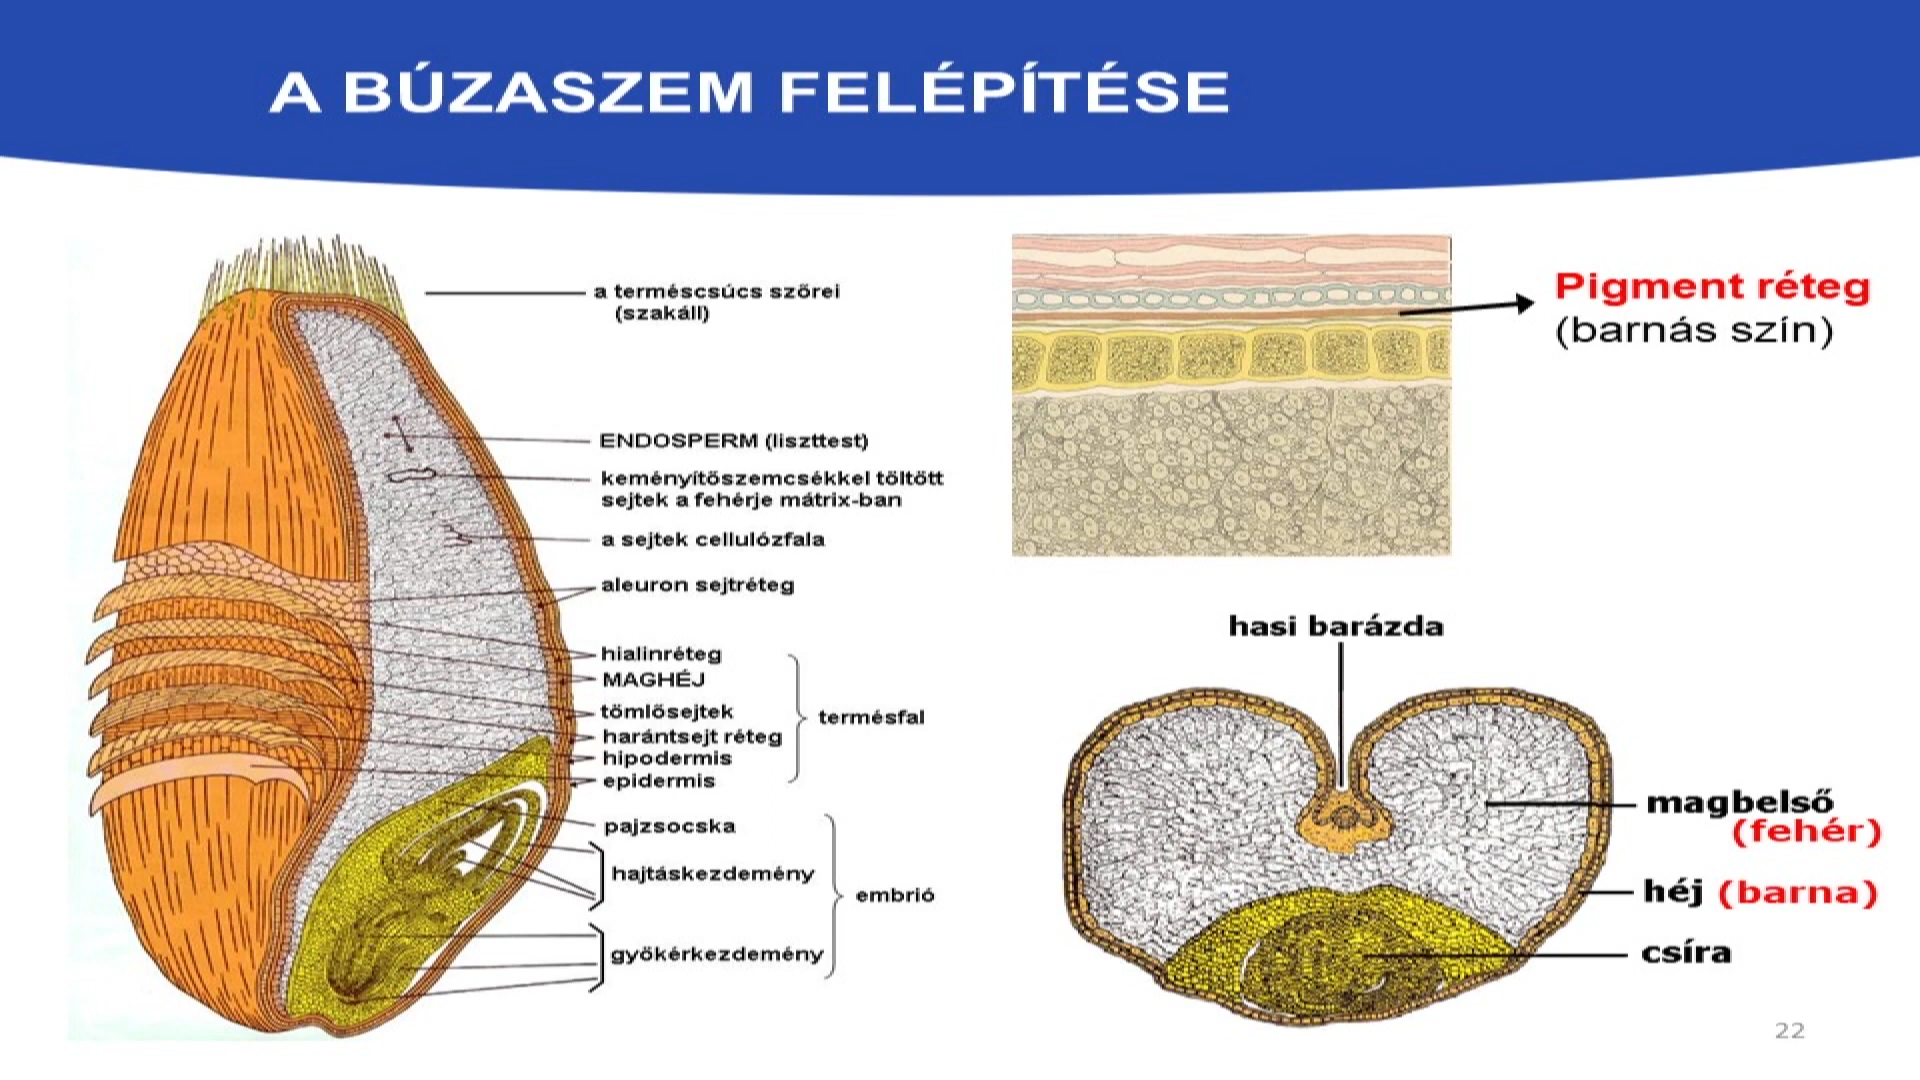 A BÚZASZEM FELÉPÍTÉSE
a terméscsúcs szőrei
(szakáll)
ENDOSPERM (liszttest)
keményítőszemcsékkel töltött
sejtek a fehérje mátrix-ban
a sejtek cellulózfala
aleuron sejtréteg
hialinréteg
MAGHÉJ
tömlősejtek
harántsejt réteg
hipodermis
epidermis
termésfal
pajzsocska
hajtáskezdemény
embrió
gyökérkezdemény
Pigment réteg
(barnás szín)
hasi barázda
magbelső
(fehér)
héj (barna)
csíra
22